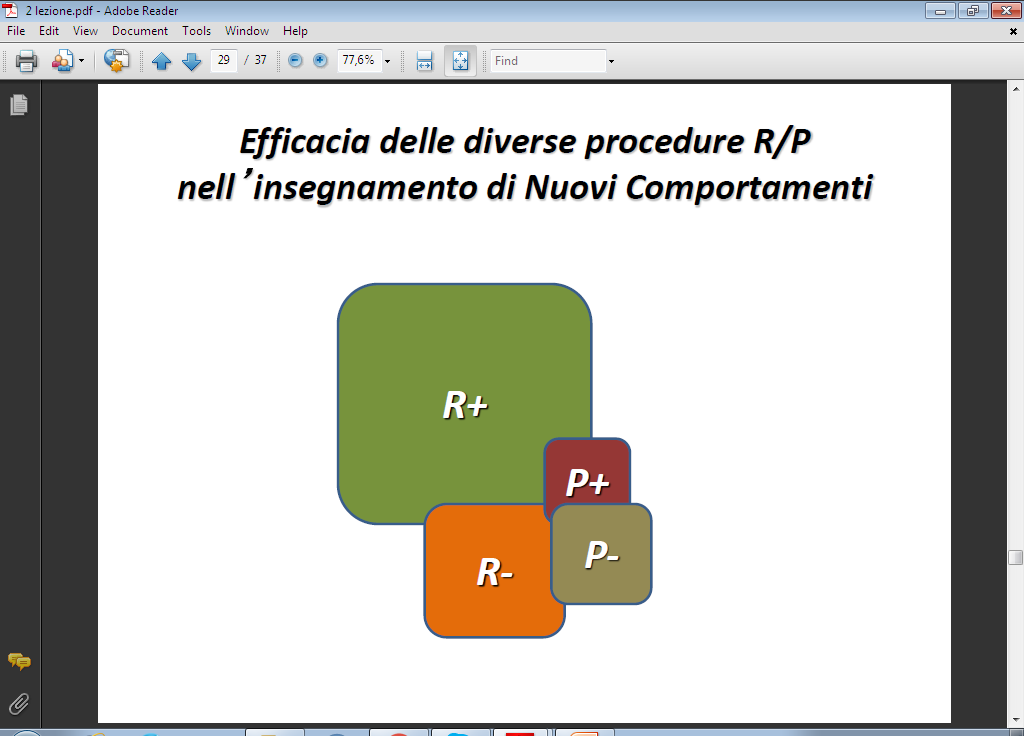 2 lezione.pdf - Adobe Reader
File Edit View Document Tools Window Help
29 / 37 77,6% Find
Efficacia delle diverse procedure R/P
nell’insegnamento di Nuovi Comportamenti
R+
P+
P-
R-